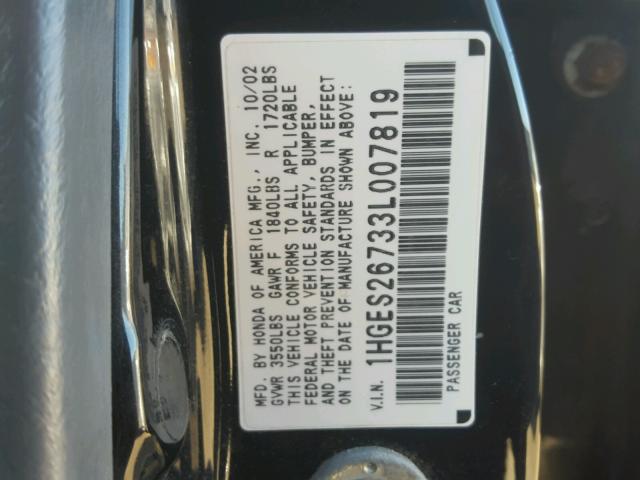 MFD. BY HONDA OF AMERICA MFG., INC. 10/02
GVWR 3550LBS GAWR F 1840LBS R 1720LBS
THIS VEHICLE CONFORMS TO ALL APPLICABLE
FEDERAL MOTOR VEHICLE SAFETY, BUMPER,
AND THEFT PREVENTION STANDARDS IN EFFECT
ON THE DATE OF MANUFACTURE SHOWN ABOVE:
V.I.N. 1HGES26733L007819
PASSENGER CAR